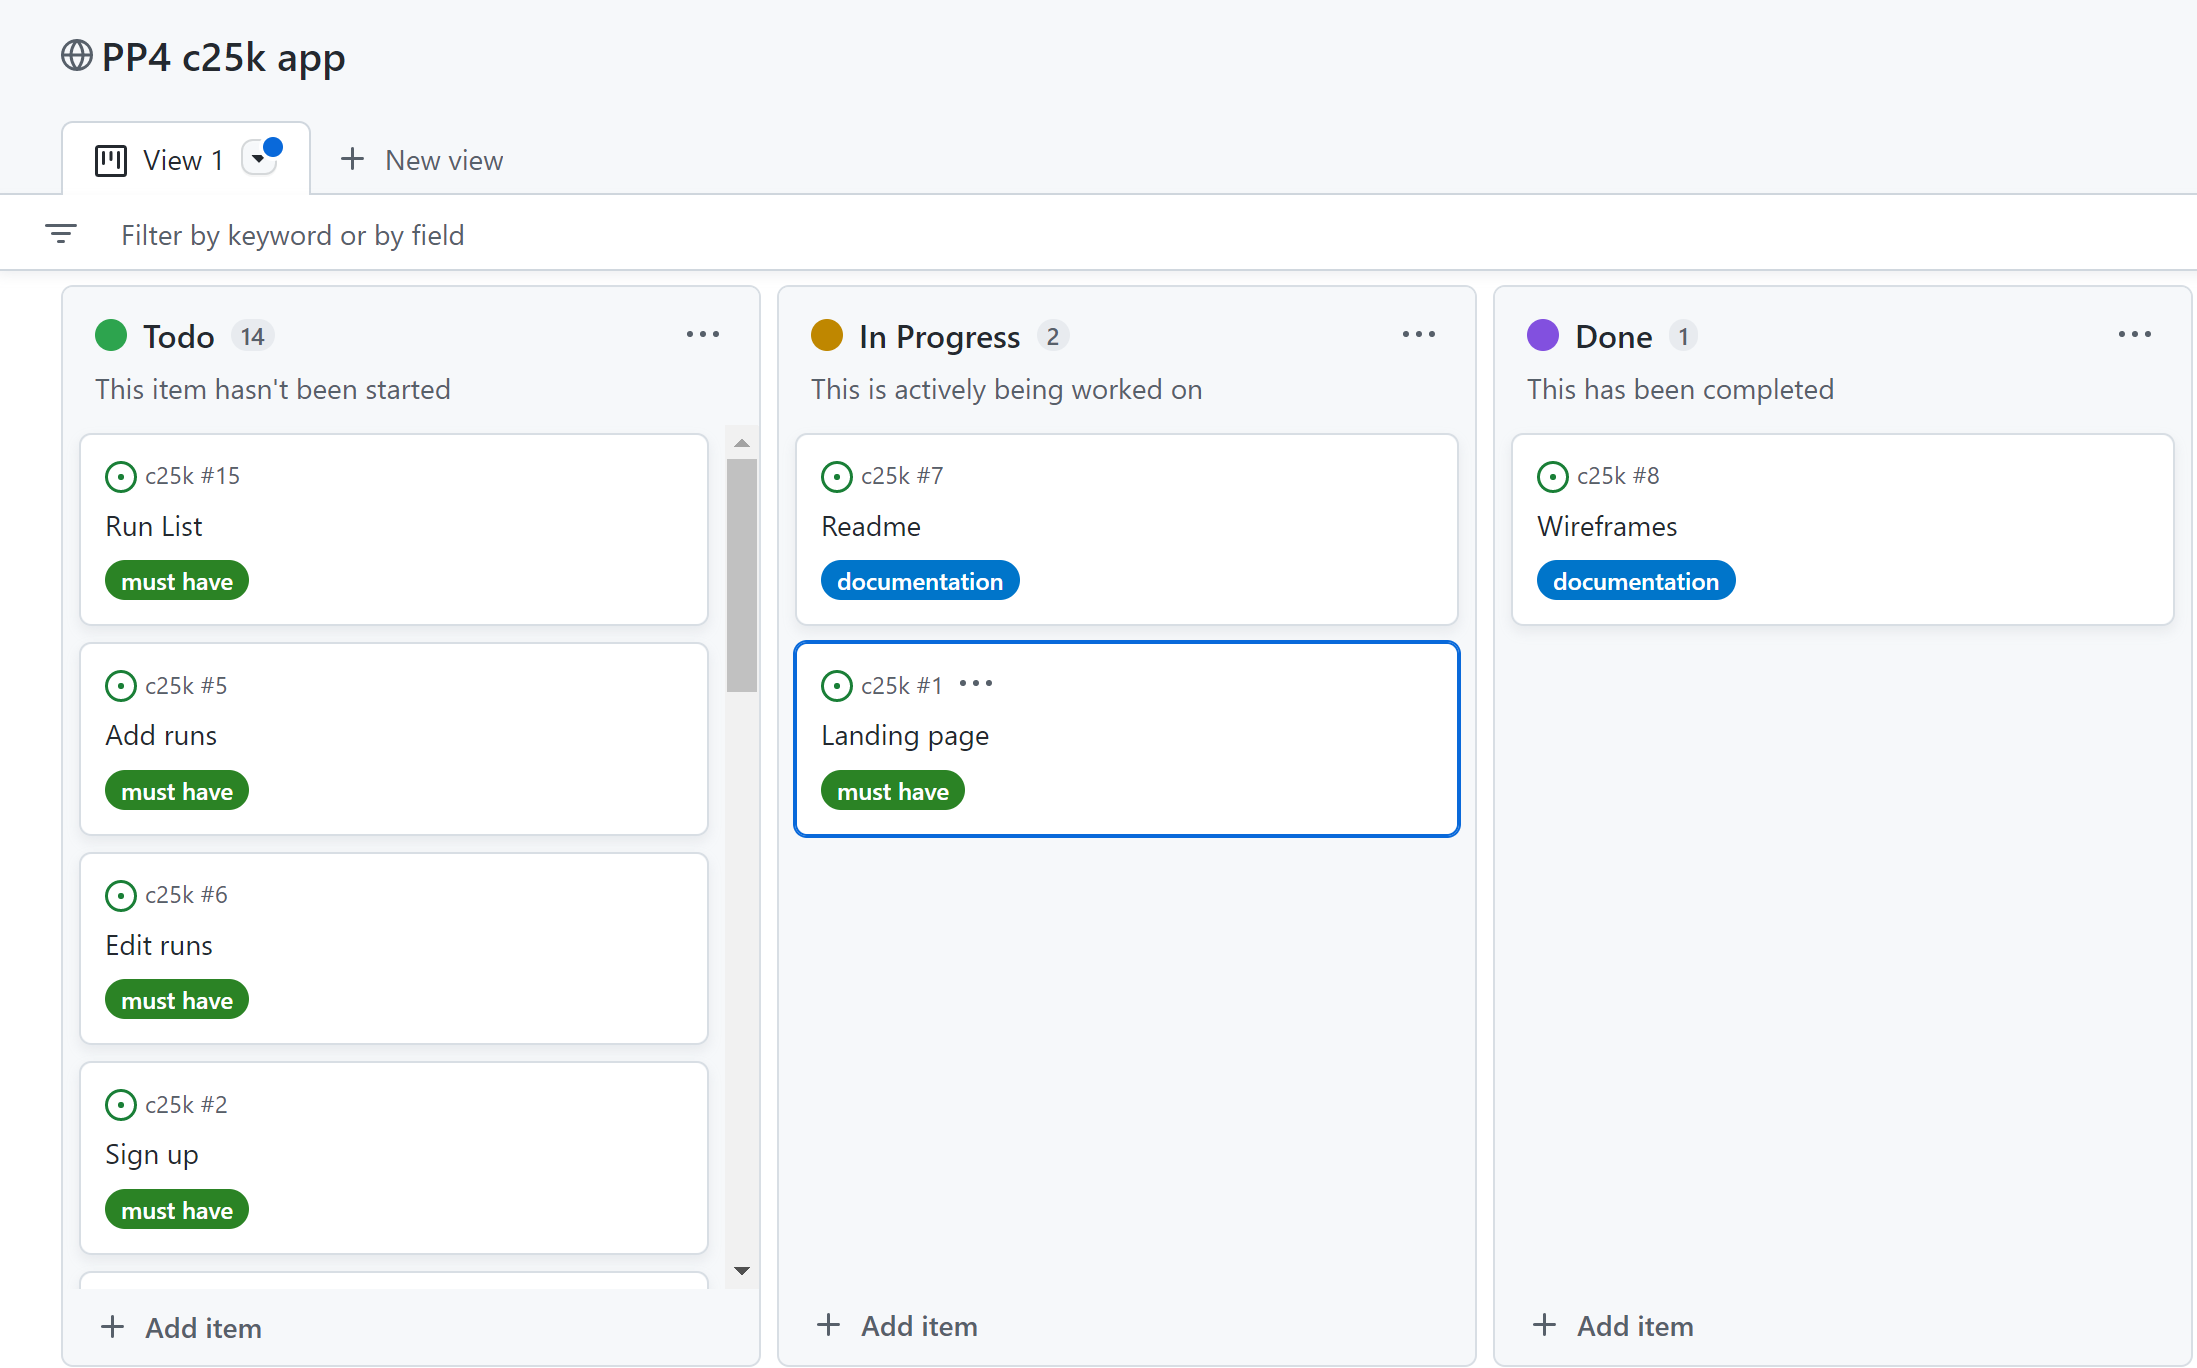 PP4 c25k app
View 1
New view
Filter by keyword or by field
Todo 14
This item hasn't been started
c25k #15
Run List
must have
c25k #5
Add runs
must have
c25k #6
Edit runs
must have
c25k #2
Sign up
must have
Add item
In Progress 2
This is actively being worked on
c25k #7
Readme
documentation
c25k #1
Landing page
must have
Add item
Done 1
This has been completed
c25k #8
Wireframes
documentation
Add item